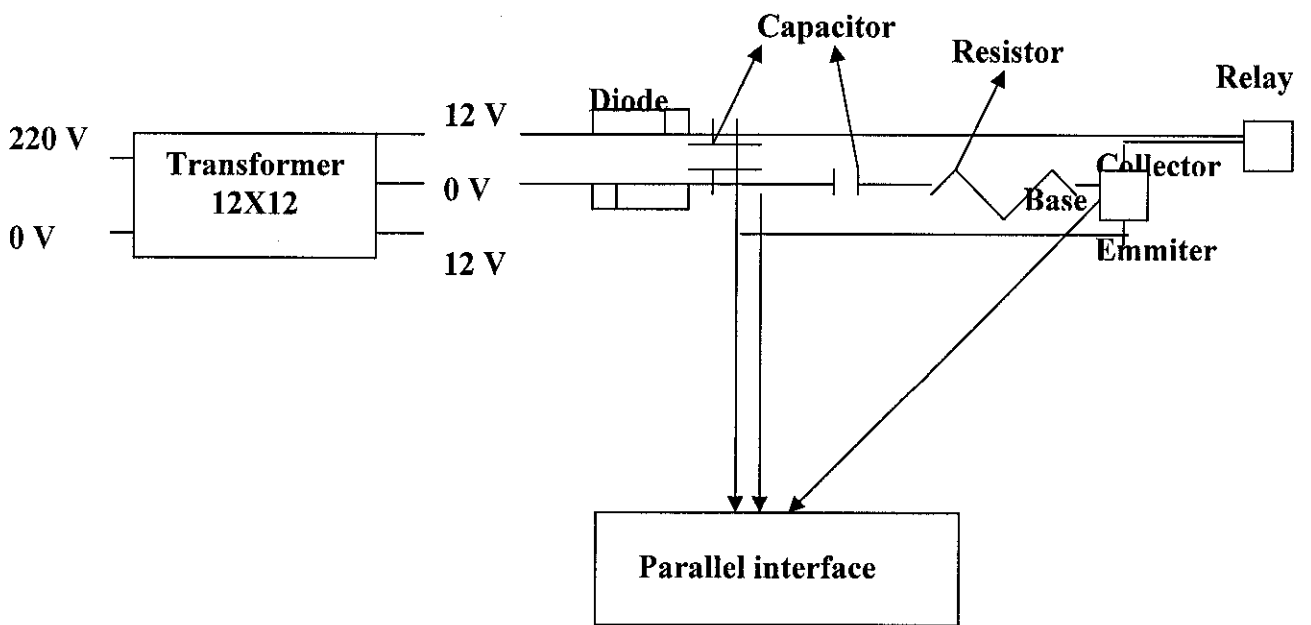 Capacitor
Resistor
Relay
Diode
12 V
220 V
Transformer
12X12
0 V
Collector
Base
0 V
12 V
Emmiter
Parallel interface